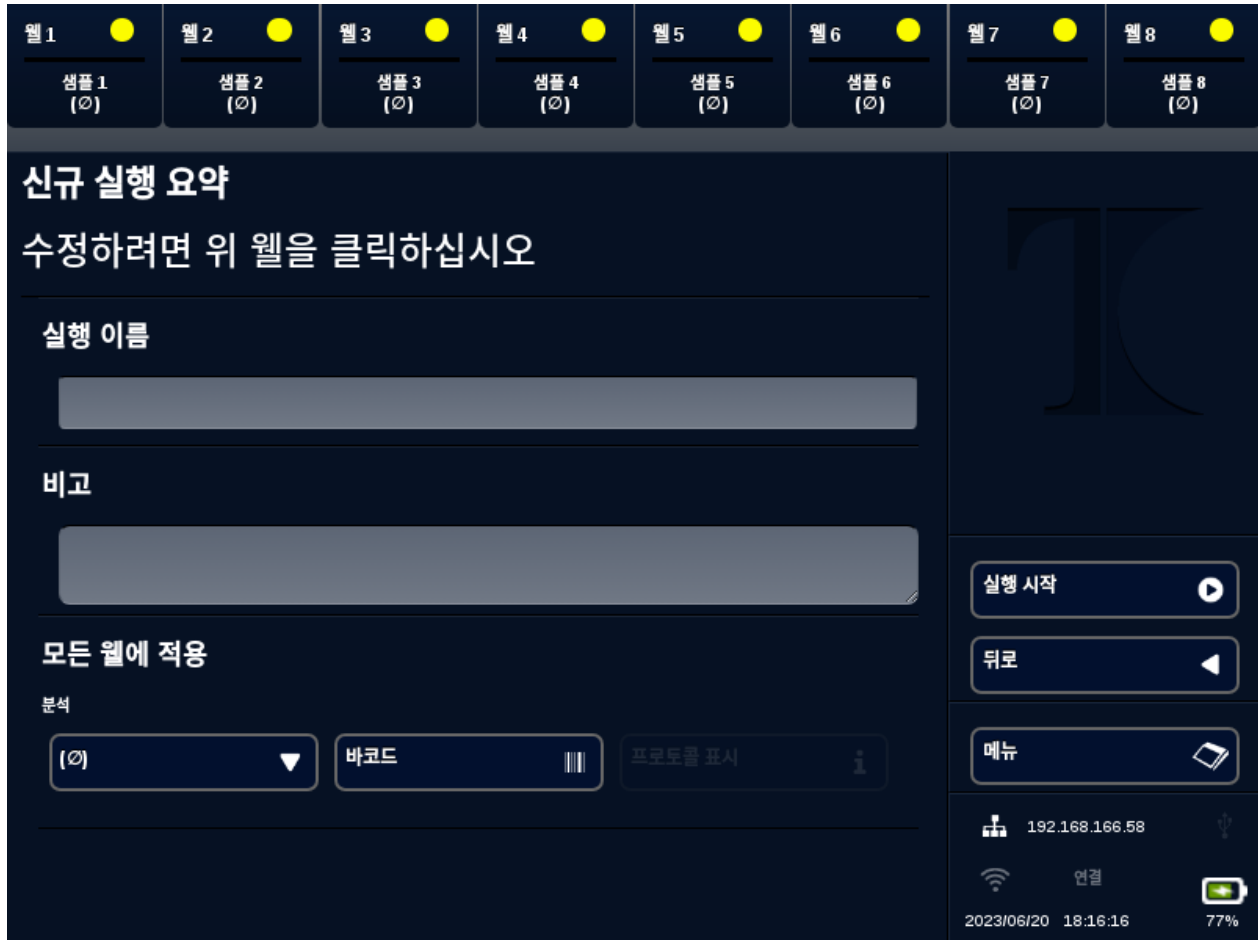 웰 1
웰 2
웰 3
웰 4
웰 5
웰 6
웰 7
웰 8
샘플 1
(∅)
샘플 2
(∅)
샘플 3
(∅)
샘플 4
(∅)
샘플 5
(∅)
샘플 6
(∅)
샘플 7
(∅)
샘플 8
(∅)
신규 실행 요약
수정하려면 위 웰을 클릭하십시오
실행 이름
비고
모든 웰에 적용
분석
(∅)
바코드
프로토콜 표시
실행 시작
뒤로
메뉴
192.168.166.58
연결
2023/06/20 18:16:16
77%